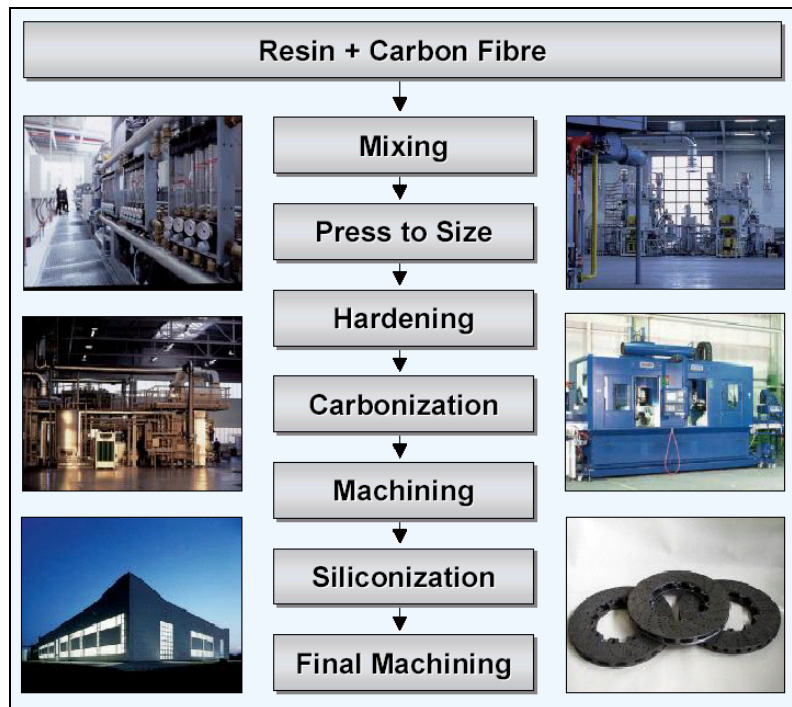 Resin + Carbon Fibre
Mixing
Press to Size
Hardening
Carbonization
Machining
Siliconization
Final Machining